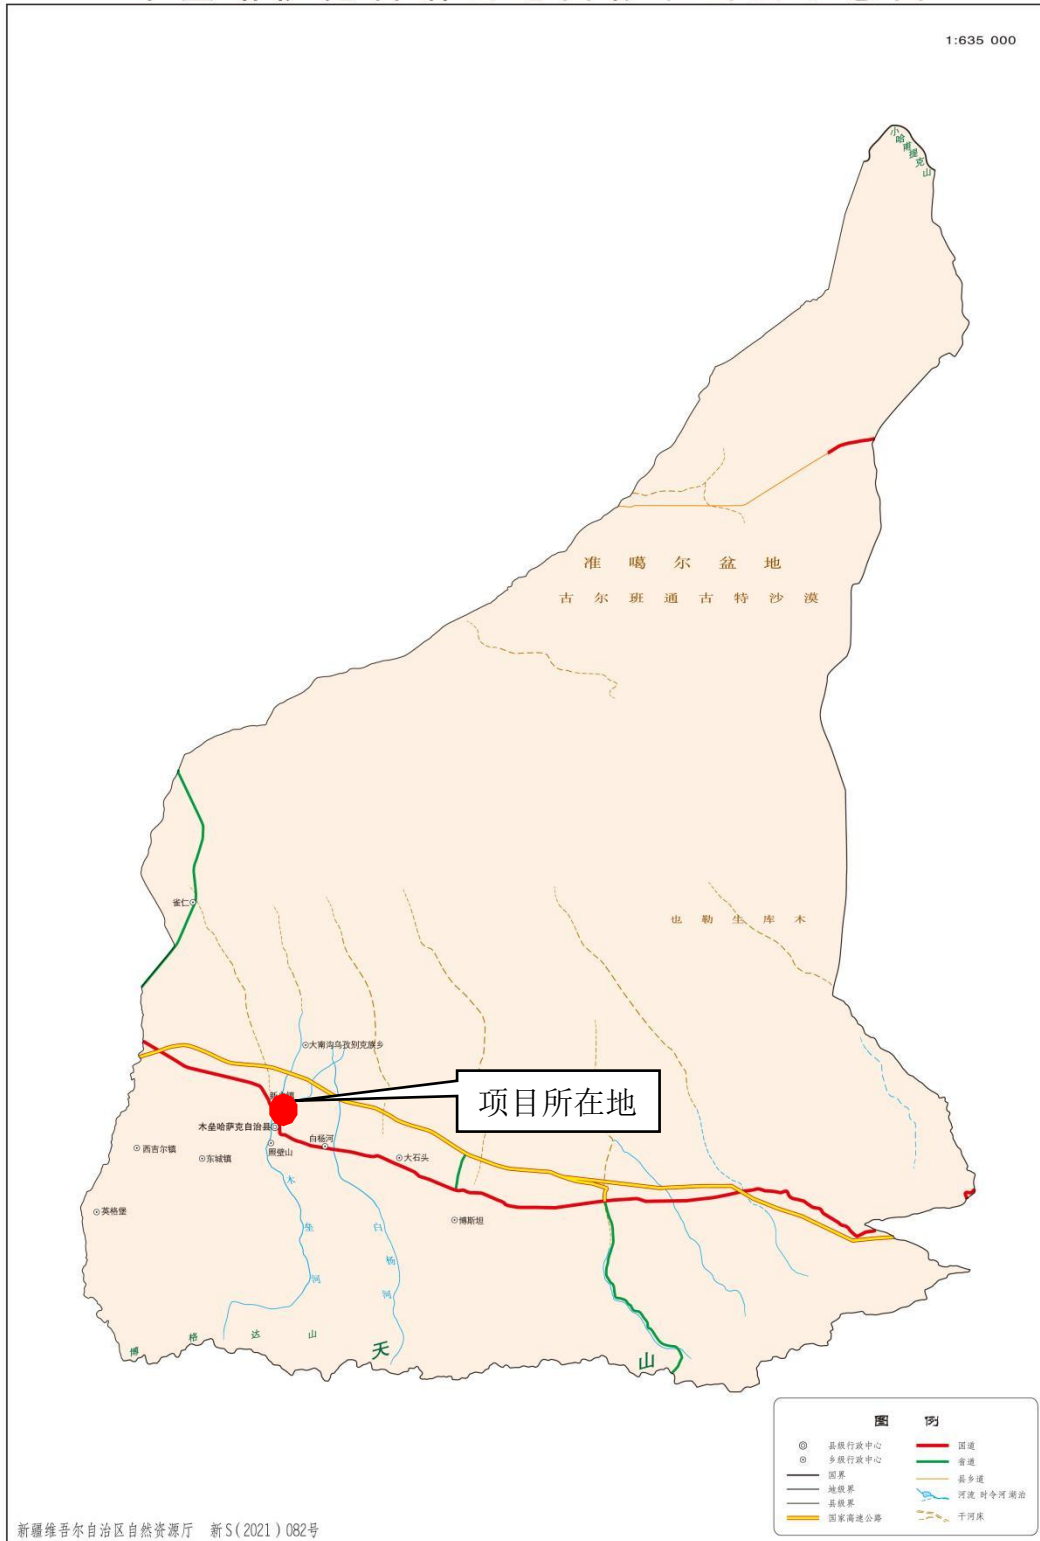 1:635 000
小哈甫提克山
准噶尔盆地
古尔班通古特沙漠
雀仁
也勒生库木
大南沟乌孜别克族乡
项目所在地
木垒哈萨克自治县
白杨河
照壁山
西吉尔镇
东城镇
大石头
英格堡
博斯坦
木垒河
白杨河
博格达山
天山
图例
县级行政中心
乡级行政中心
国界
地级界
县级界
国家高速公路
国道
省道
县乡道
河流 时令河 湖泊
干河床
新疆维吾尔自治区自然资源厅 新S(2021)082号